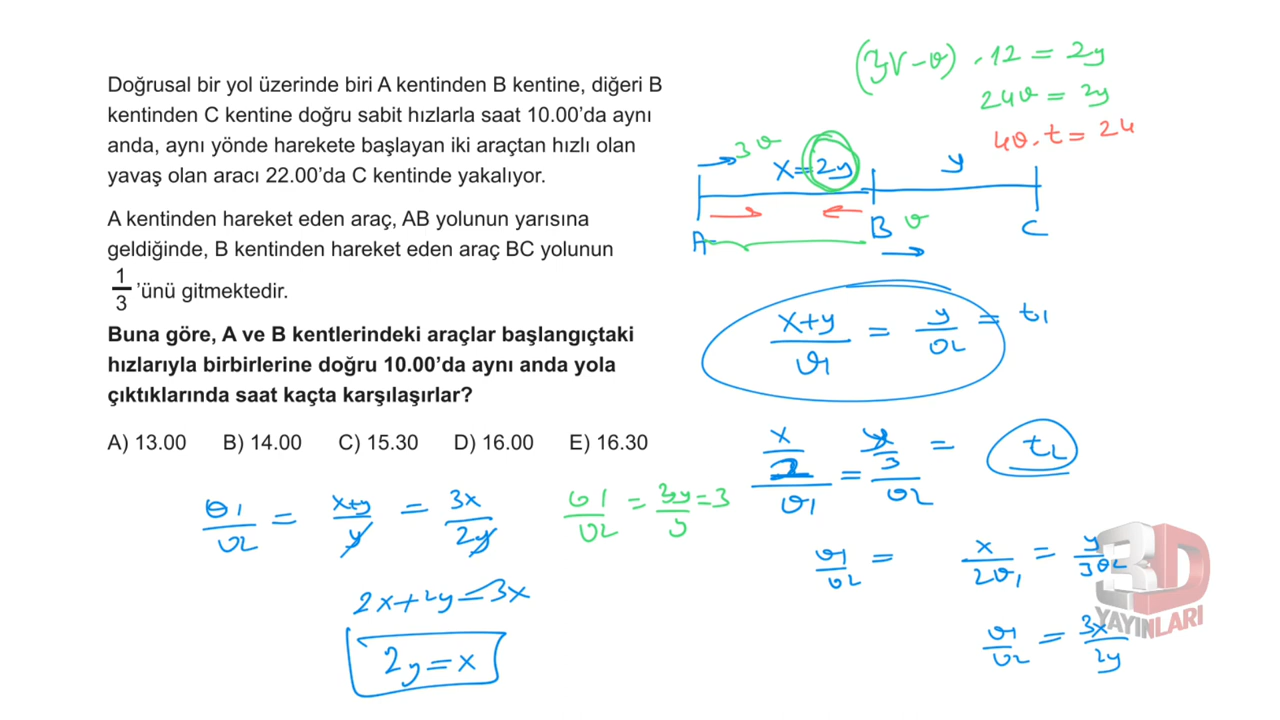 (3v-v) . 12 = 2y
24v = 2y
4v . t = 24
Doğrusal bir yol üzerinde biri A kentinden B kentine, diğeri B
kentinden C kentine doğru sabit hızlarla saat 10.00'da aynı
anda, aynı yönde harekete başlayan iki araçtan hızlı olan
yavaş olan aracı 22.00'da C kentinde yakalıyor.
A kentinden hareket eden araç, AB yolunun yarısına
geldiğinde, B kentinden hareket eden araç BC yolunun
1/3 'ünü gitmektedir.
Buna göre, A ve B kentlerindeki araçlar başlangıçtaki
hızlarıyla birbirlerine doğru 10.00'da aynı anda yola
çıktıklarında saat kaçta karşılaşırlar?
A) 13.00 B) 14.00 C) 15.30 D) 16.00 E) 16.30
3v
x=2y y
A B v C
x+y/v1 = y/v2 = t1
x/2/v1 = y/3/v2 = t2
v1/v2 = x+y/y = 3x/2y
v1/v2 = 3y/y = 3
2x+2y=3x
2y=x
v1/v2 = x/2v1 = y/3v2
v1/v2 = 3x/2y
3D
YAYINLARI